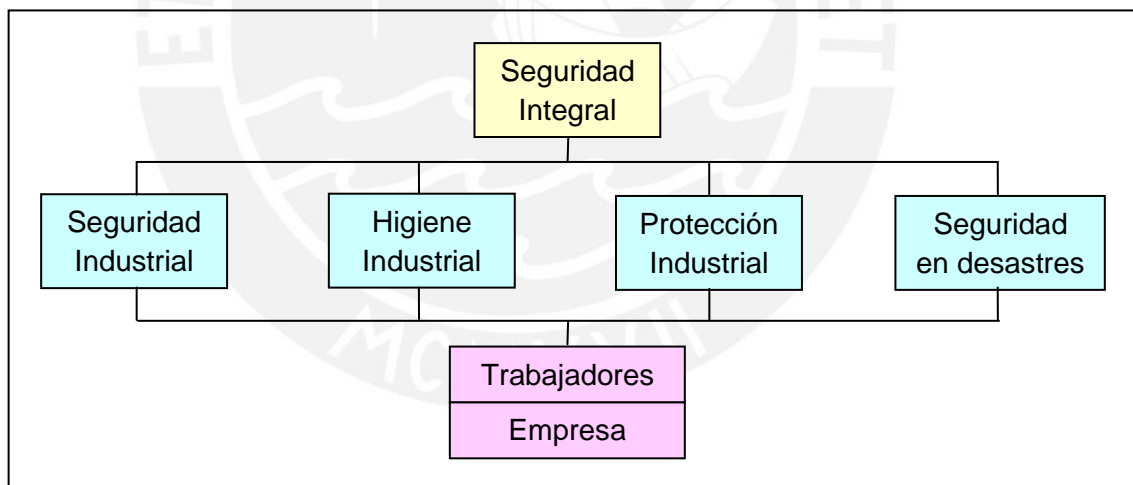 Seguridad
Integral
Seguridad
Industrial
Higiene
Industrial
Protección
Industrial
Seguridad
en desastres
Trabajadores
Empresa